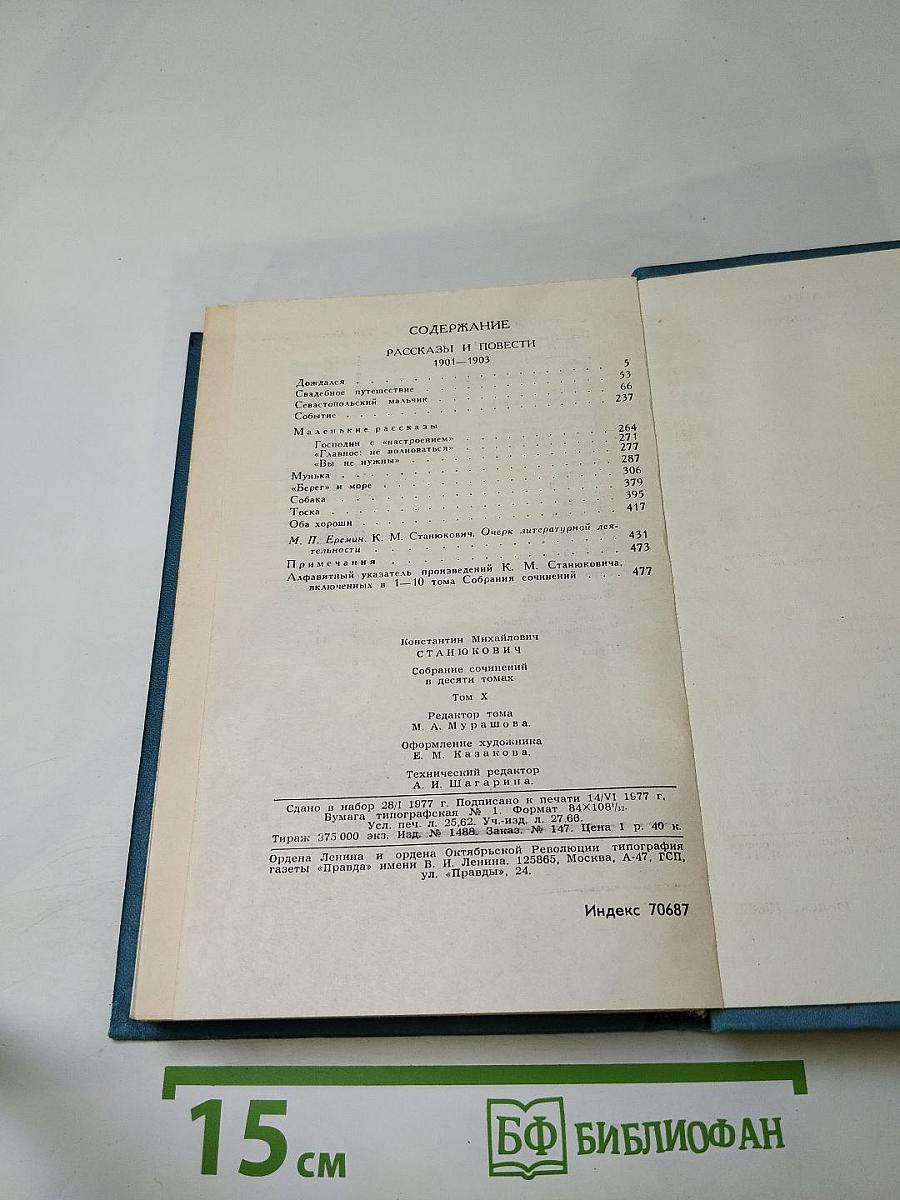 СОДЕРЖАНИЕ
РАССКАЗЫ И ПОВЕСТИ
1901—1903
Дождался . . . . . . . . . . . . . . . . . . . . 5
Свадебное путешествие . . . . . . . . . . . . . . . 53
Севастопольский мальчик . . . . . . . . . . . . . . 66
Событие . . . . . . . . . . . . . . . . . . . . 237
Маленькие рассказы
Господин с «настроением» . . . . . . . . . . . . 264
«Главное: не волноваться» . . . . . . . . . . . . 271
«Вы не нужны» . . . . . . . . . . . . . . . . 277
Мунька . . . . . . . . . . . . . . . . . . . . 287
«Берег» и море . . . . . . . . . . . . . . . . . 306
Собака . . . . . . . . . . . . . . . . . . . . 379
Тоска . . . . . . . . . . . . . . . . . . . . 395
Оба хороши . . . . . . . . . . . . . . . . . . 417
М. П. Еремин. К. М. Станюкович. Очерк литературной дея-
тельности . . . . . . . . . . . . . . . . . 431
Примечания . . . . . . . . . . . . . . . . . . 473
Алфавитный указатель произведений К. М. Станюковича,
включенных в 1—10 тома Собрания сочинений . . . 477
Константин Михайлович
СТАНЮКОВИЧ
Собрание сочинений
в десяти томах
Том X
Редактор тома
М. А. Мурашова.
Оформление художника
Е. М. Казакова.
Технический редактор
А. И. Шагарина.
Сдано в набор 28/I 1977 г. Подписано к печати 14/VI 1977 г.
Бумага типографская № 1. Формат 84×108¹/₃₂.
Усл. печ. л. 25,62. Уч.-изд. л. 27,66.
Тираж 375 000 экз. Изд. № 1488. Заказ. № 147. Цена 1 р. 40 к.
Ордена Ленина и ордена Октябрьской Революции типография
газеты «Правда» имени В. И. Ленина. 125865, Москва, А-47, ГСП,
ул. «Правды», 24.
Индекс 70687
15 см
БФ БИБЛИОФАН